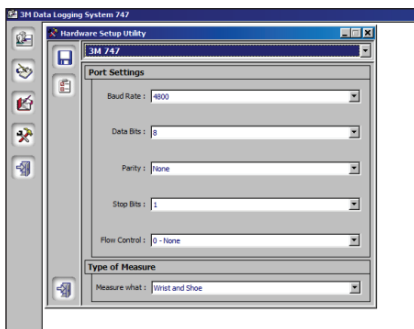 3M Data Logging System 747
Hardware Setup Utility
3M 747
Port Settings
Baud Rate : 4800
Data Bits : 8
Parity : None
Stop Bits : 1
Flow Control : 0 - None
Type of Measure
Measure what : Wrist and Shoe